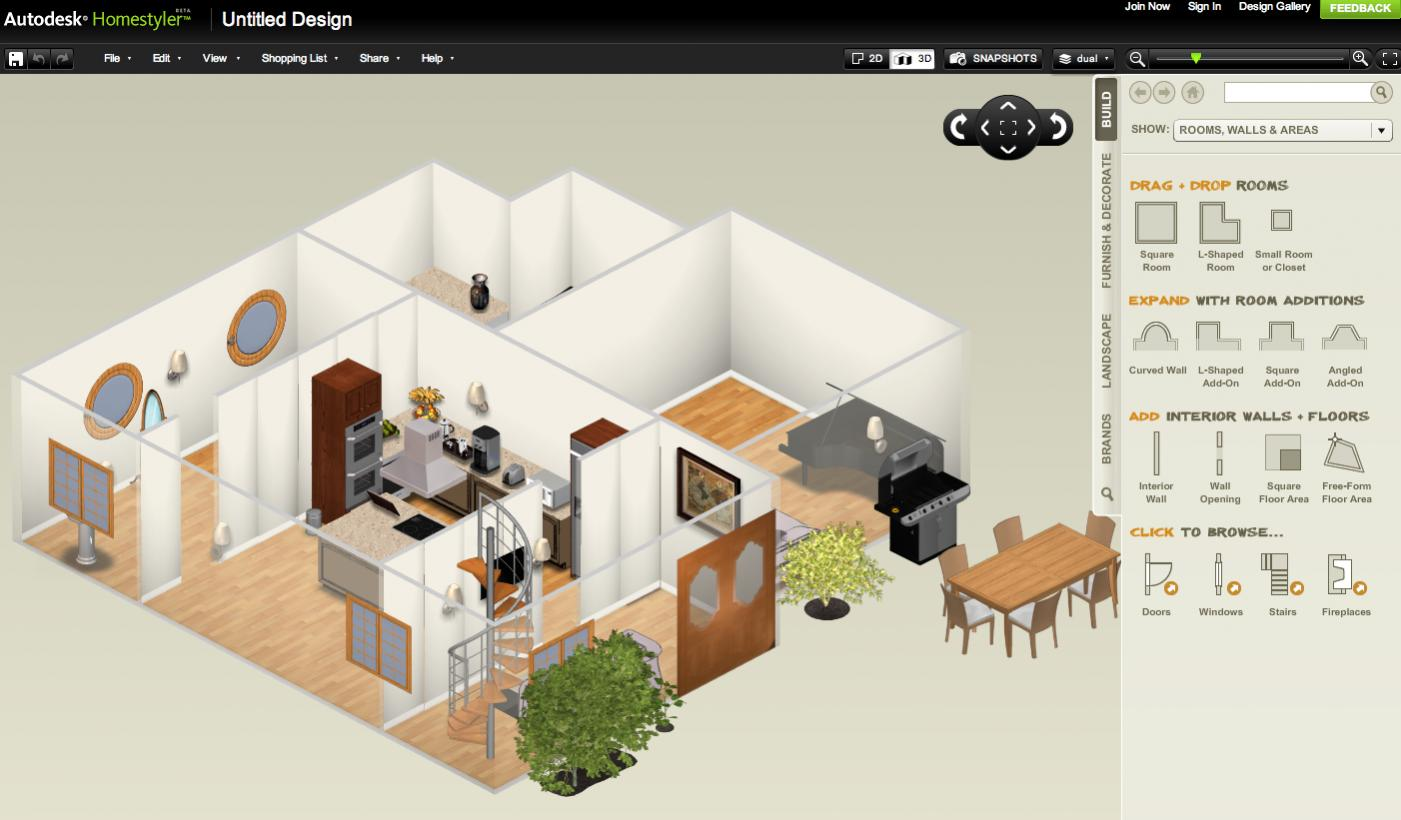 Autodesk® Homestyler™ BETA
Untitled Design
Join Now Sign In Design Gallery FEEDBACK
File Edit View Shopping List Share Help
2D 3D SNAPSHOTS dual
BUILD
FURNISH & DECORATE
LANDSCAPE
BRANDS
SHOW: ROOMS, WALLS & AREAS
DRAG + DROP ROOMS
Square Room
L-Shaped Room
Small Room or Closet
EXPAND WITH ROOM ADDITIONS
Curved Wall
L-Shaped Add-On
Square Add-On
Angled Add-On
ADD INTERIOR WALLS + FLOORS
Interior Wall
Wall Opening
Square Floor Area
Free-Form Floor Area
CLICK TO BROWSE...
Doors Windows Stairs Fireplaces